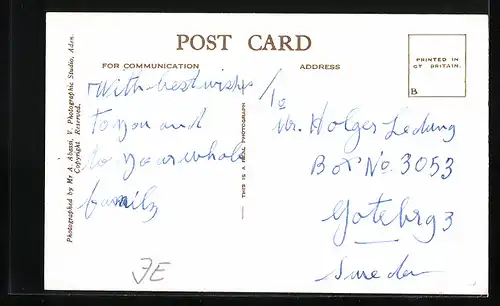 POST CARD
FOR COMMUNICATION
ADDRESS
PRINTED IN
GT BRITAIN.
B
Photographed by Mr A. Abassi, V. Photographic Studio, Aden.
Copyright Reserved.
THIS IS A REAL PHOTOGRAPH
With best wishes
To you and
to your whole
family
To
Mr. Holger Ledung
Box No. 3053
Goteberg 3
Sweden
JE